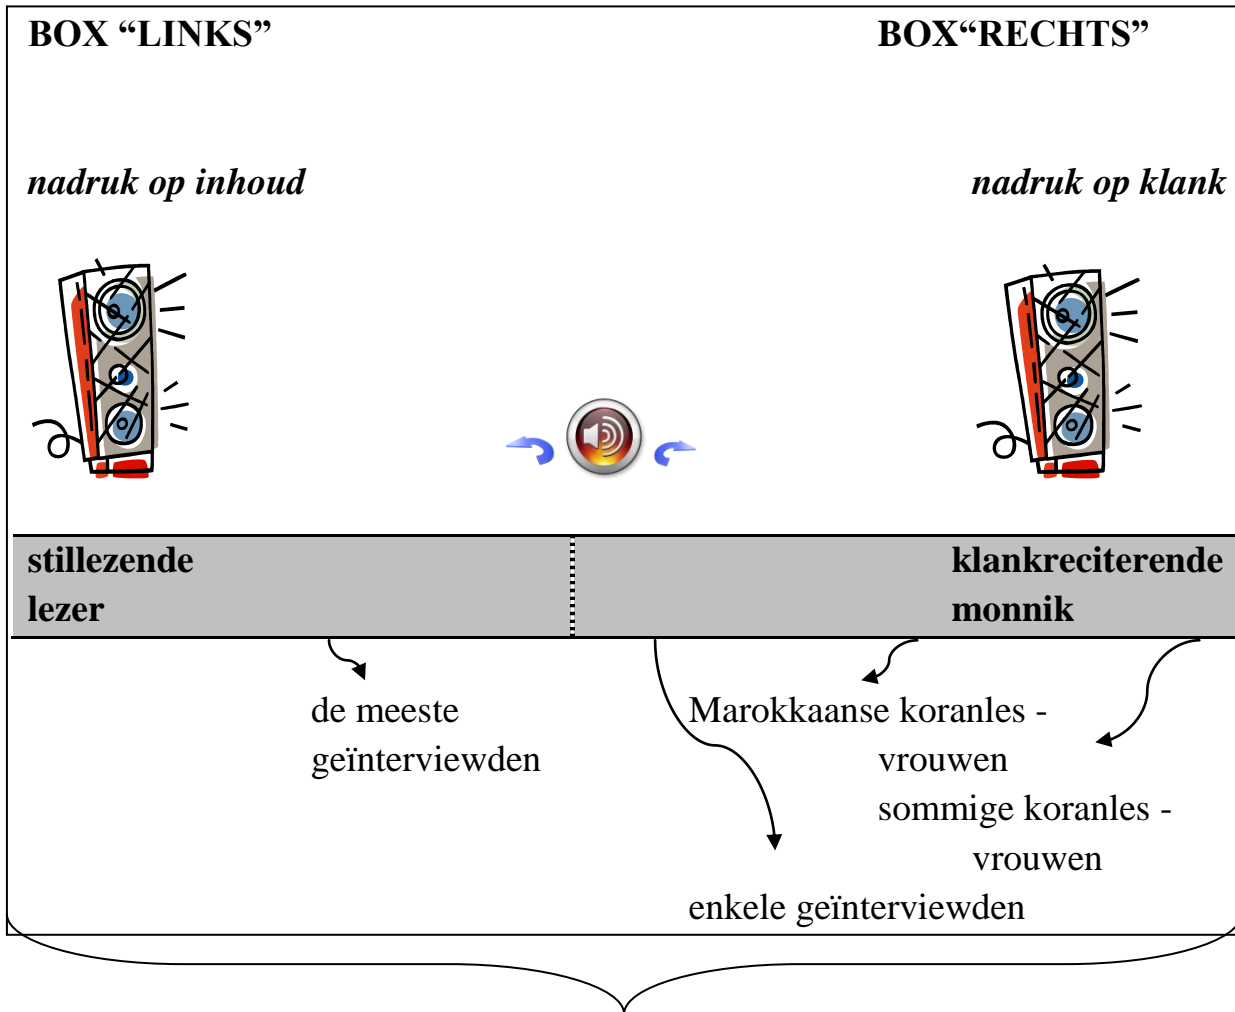 BOX “LINKS” BOX“RECHTS”
nadruk op inhoud nadruk op klank
stillezende klankreciterende
lezer monnik
de meeste Marokkaanse koranles -
geïnterviewden vrouwen
sommige koranles -
vrouwen
enkele geïnterviewden